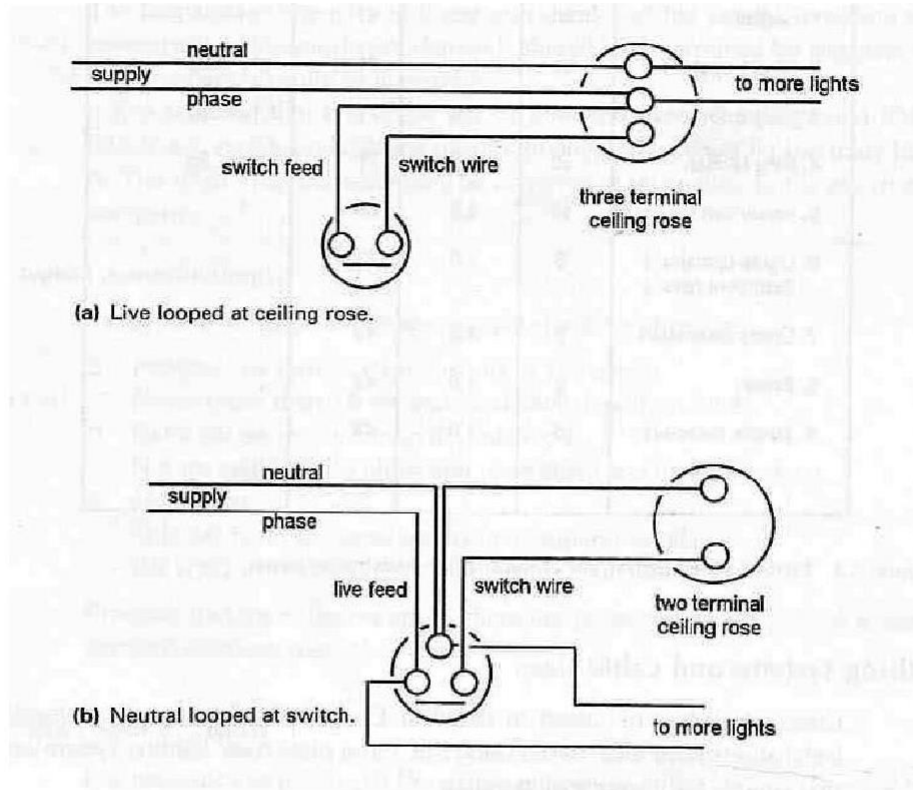 neutral
supply
phase
to more lights
switch feed
switch wire
three terminal
ceiling rose
(a) Live looped at ceiling rose.
neutral
supply
phase
live feed
switch wire
two terminal
ceiling rose
(b) Neutral looped at switch.
to more lights